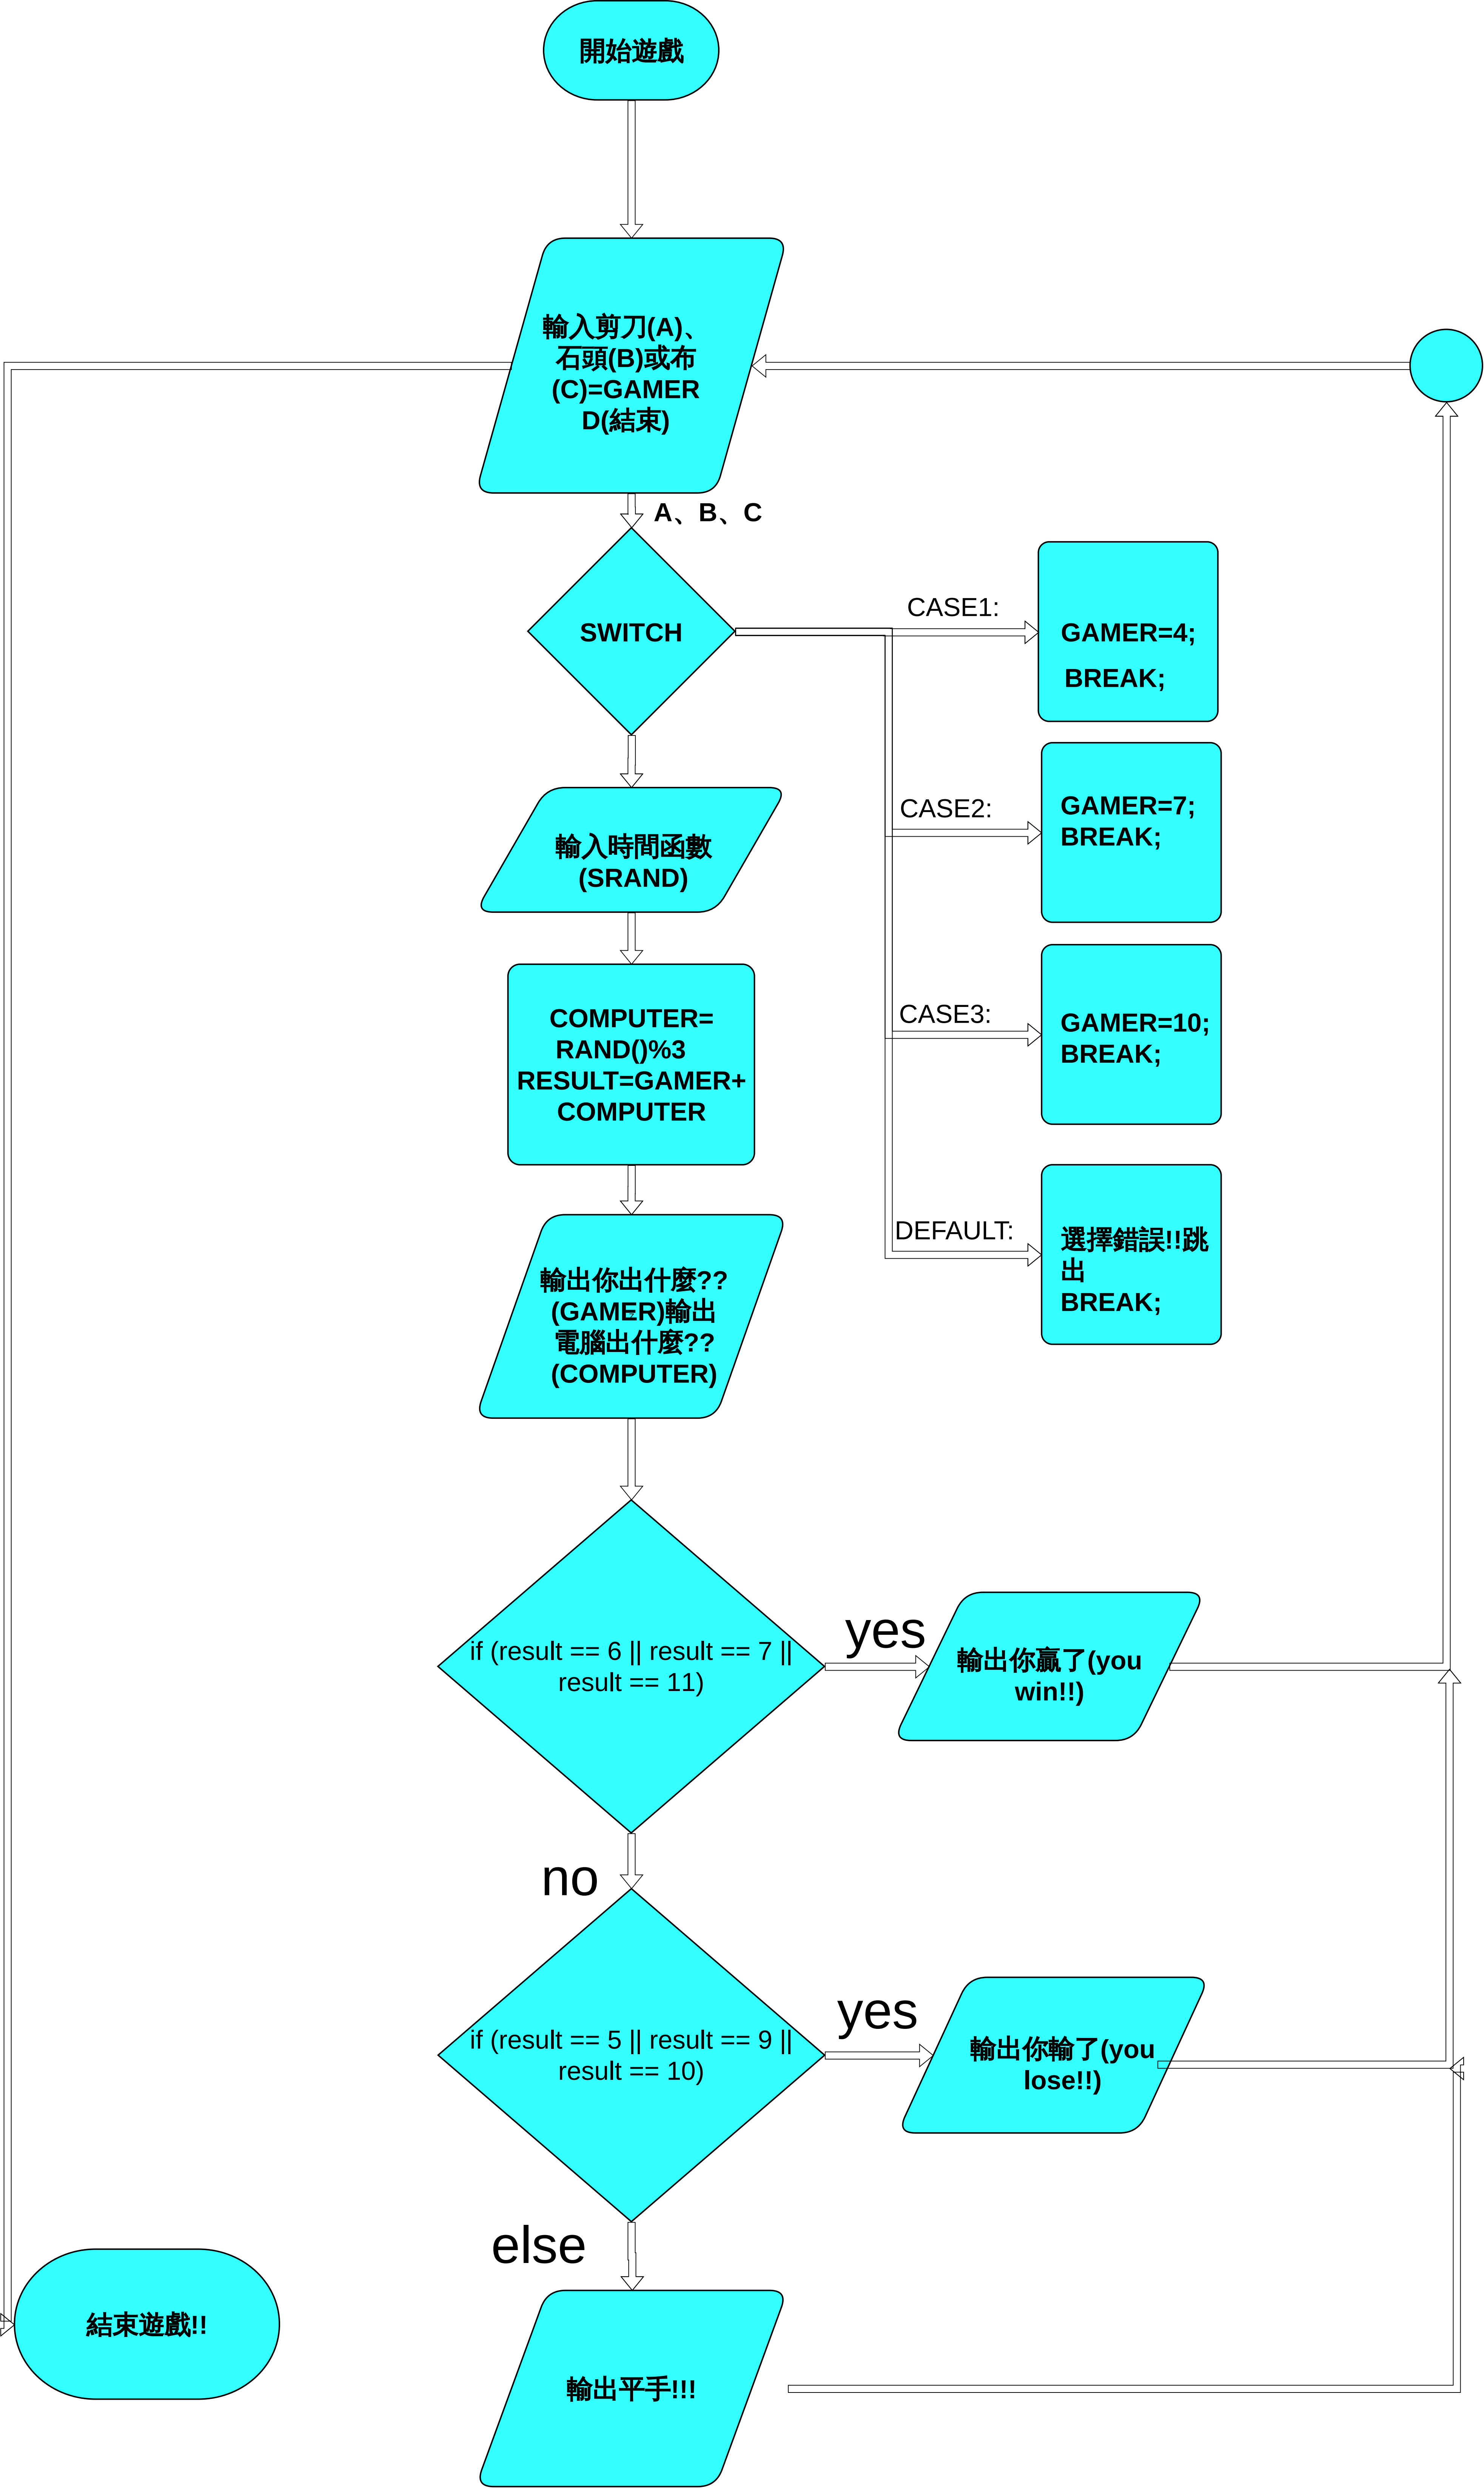 開始遊戲
輸入剪刀(A)、
石頭(B)或布
(C)=GAMER
D(結束)
A、B、C
SWITCH
CASE1:
GAMER=4;
BREAK;
CASE2:
GAMER=7;
BREAK;
輸入時間函數
(SRAND)
CASE3:
GAMER=10;
BREAK;
COMPUTER=
RAND()%3
RESULT=GAMER+
COMPUTER
DEFAULT:
選擇錯誤!!跳
出
BREAK;
輸出你出什麼??
(GAMER)輸出
電腦出什麼??
(COMPUTER)
if (result == 6 || result == 7 ||
result == 11)
yes
輸出你贏了(you
win!!)
no
if (result == 5 || result == 9 ||
result == 10)
yes
輸出你輸了(you
lose!!)
else
結束遊戲!!
輸出平手!!!